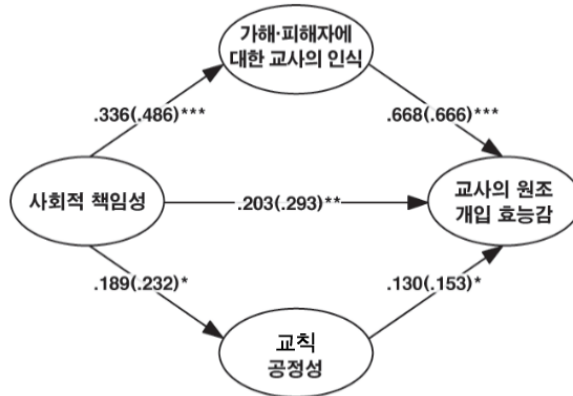 가해·피해자에
대한 교사의 인식
.336(.486)***
.668(.666)***
사회적 책임성
.203(.293)**
교사의 원조
개입 효능감
.189(.232)*
.130(.153)*
교칙
공정성